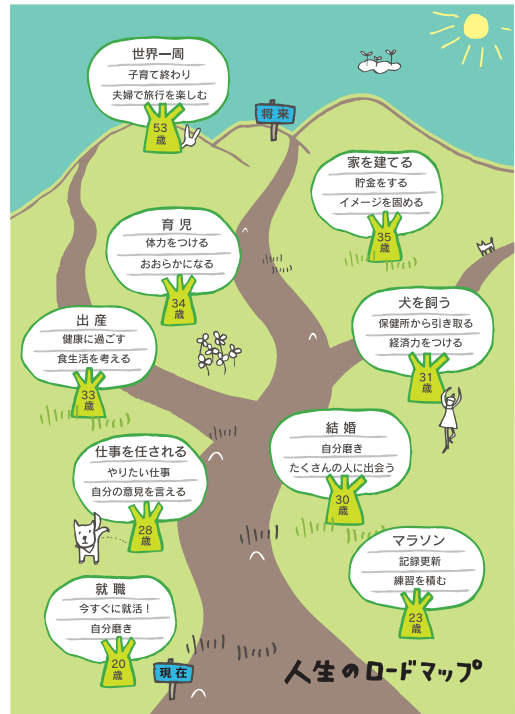 世界一周
子育て終わり
夫婦で旅行を楽しむ
53
歳
将来
家を建てる
貯金をする
イメージを固める
35
歳
育児
体力をつける
おおらかになる
34
歳
犬を飼う
保健所から引き取る
経済力をつける
31
歳
出産
健康に過ごす
食生活を考える
33
歳
結婚
自分磨き
たくさんの人に出会う
30
歳
仕事を任される
やりたい仕事
自分の意見を言える
28
歳
マラソン
記録更新
練習を積む
23
歳
就職
今すぐに就活！
自分磨き
20
歳
現在
人生のロードマップ